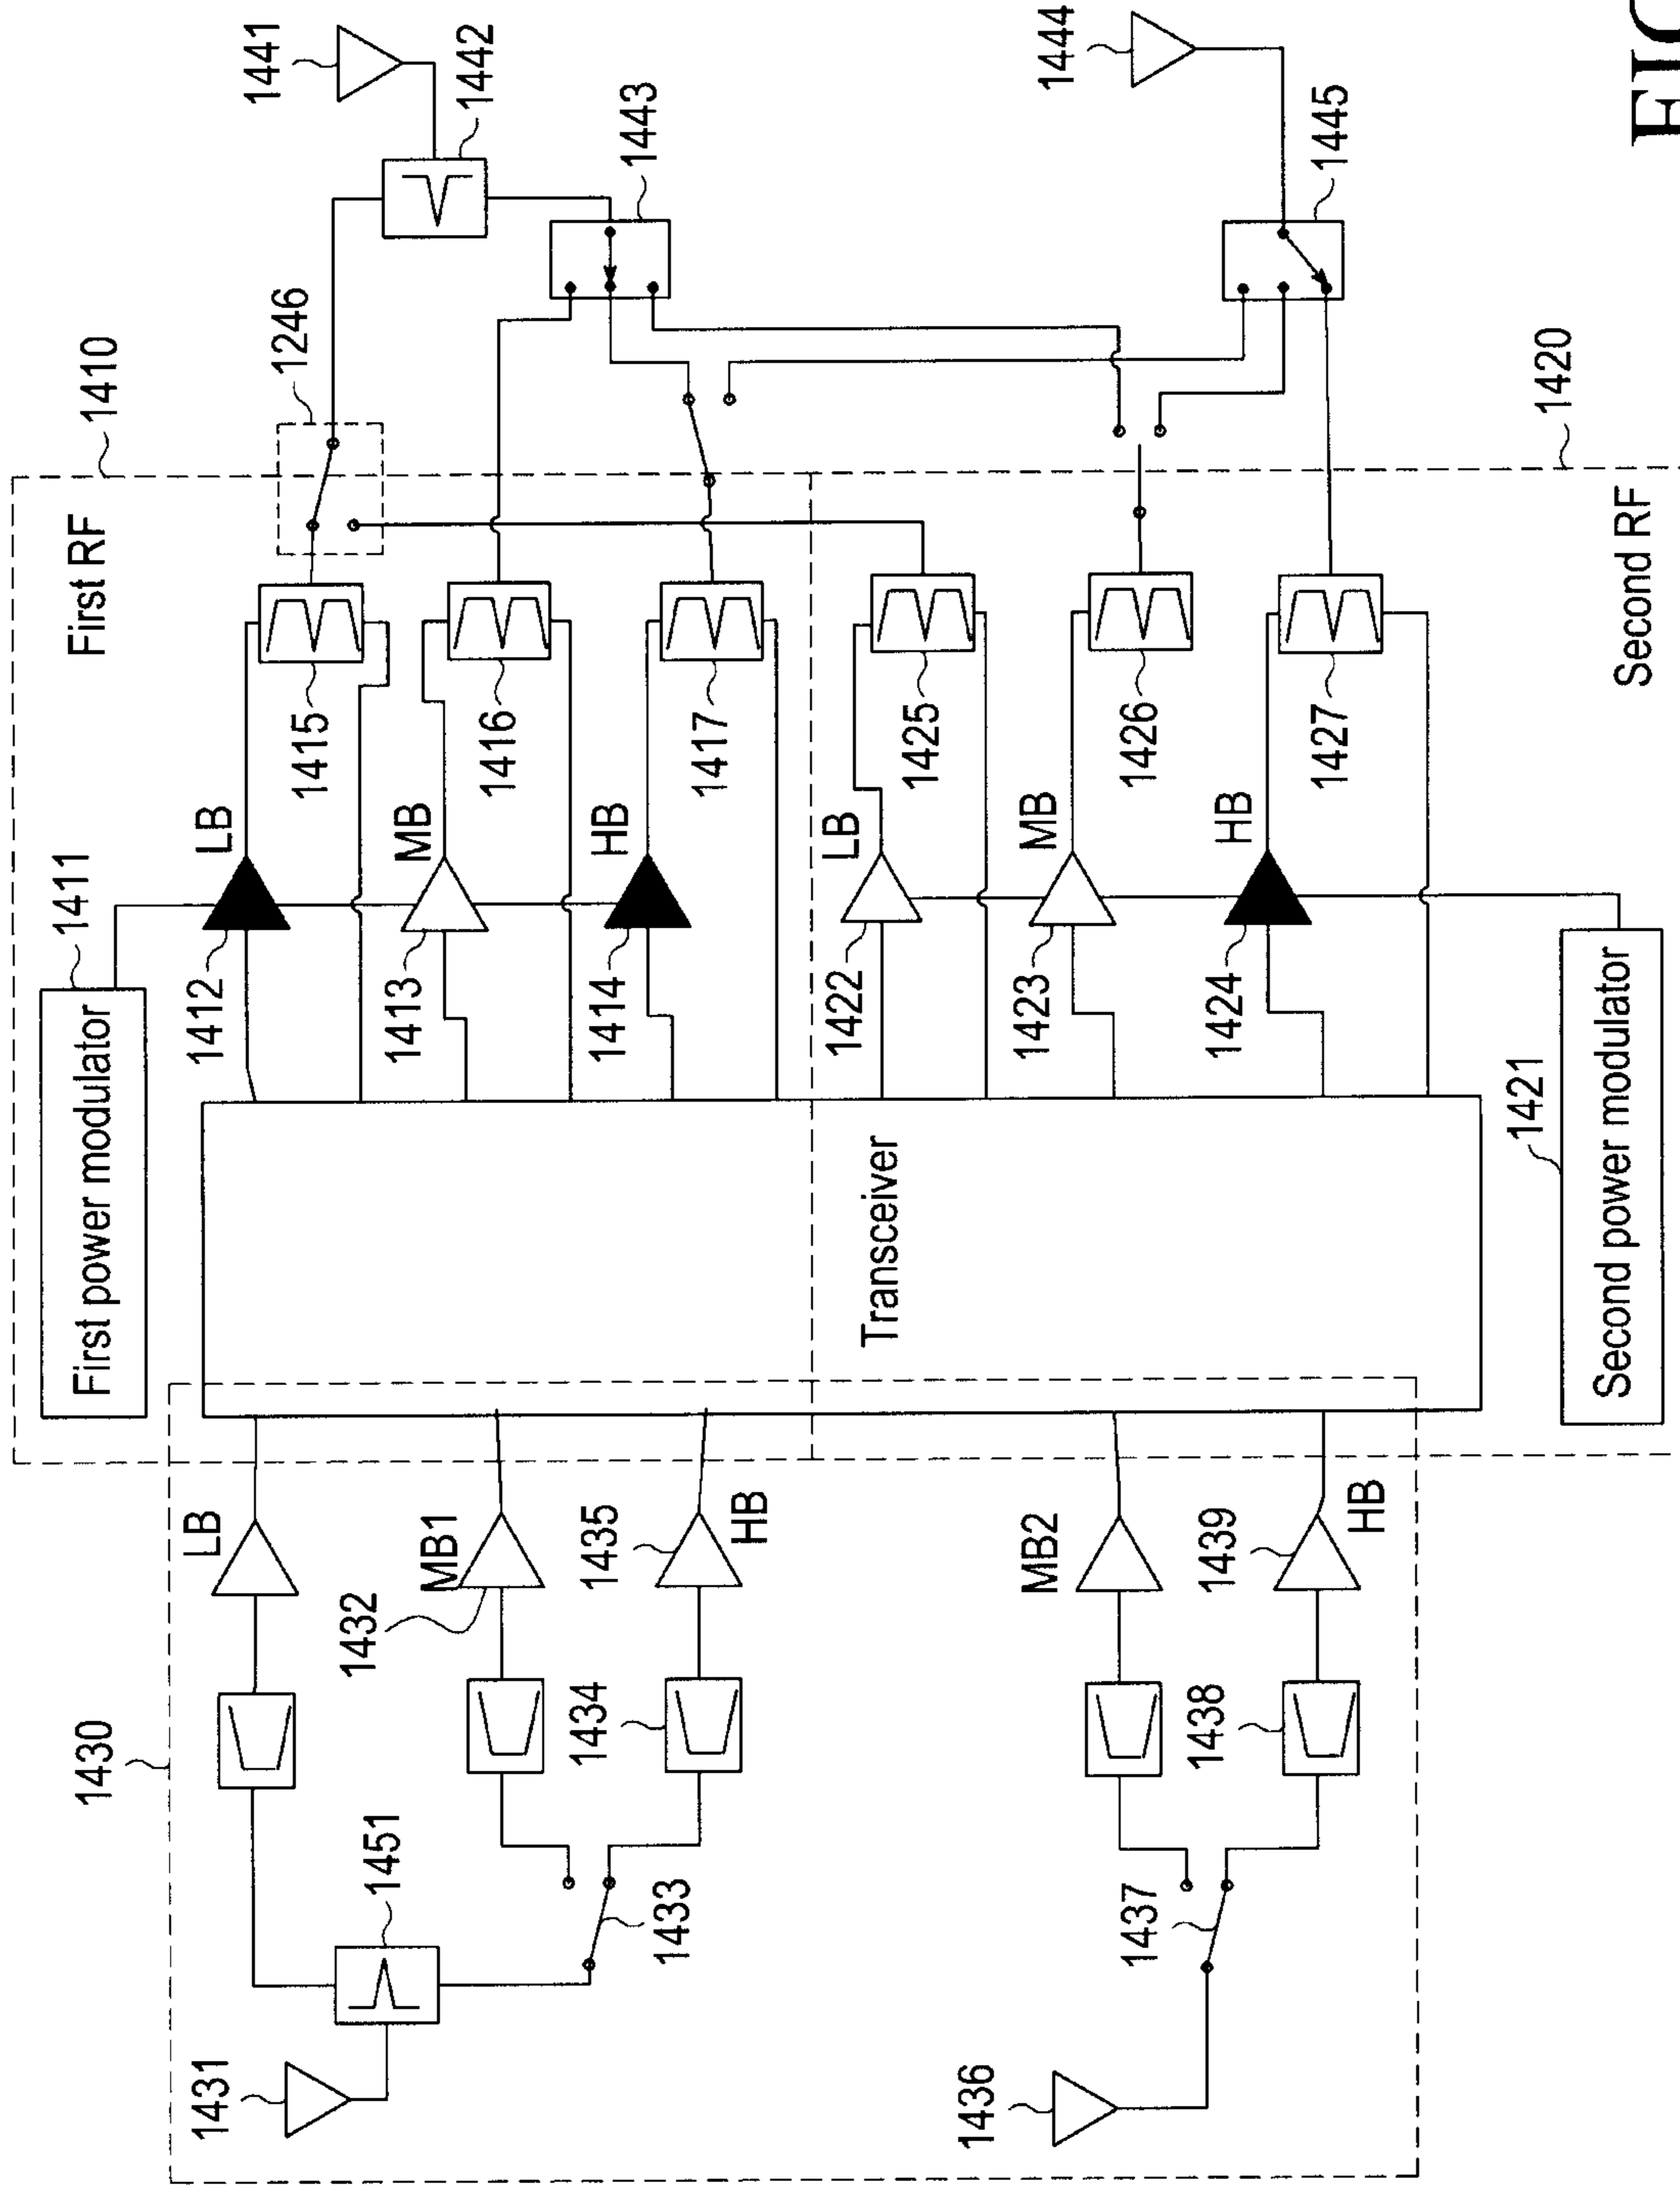 1410
1246
First RF
1411
First power modulator
LB
1412
1415
MB
1413
1416
HB
1414
1417
1441
1442
1443
1444
1445
1420
Second RF
LB
1422
1425
MB
1423
1426
HB
1424
1427
1421
Second power modulator
Transceiver
1430
LB
MB1
1432
1435
HB
1434
1451
1431
1433
MB2
1439
HB
1438
1437
1436